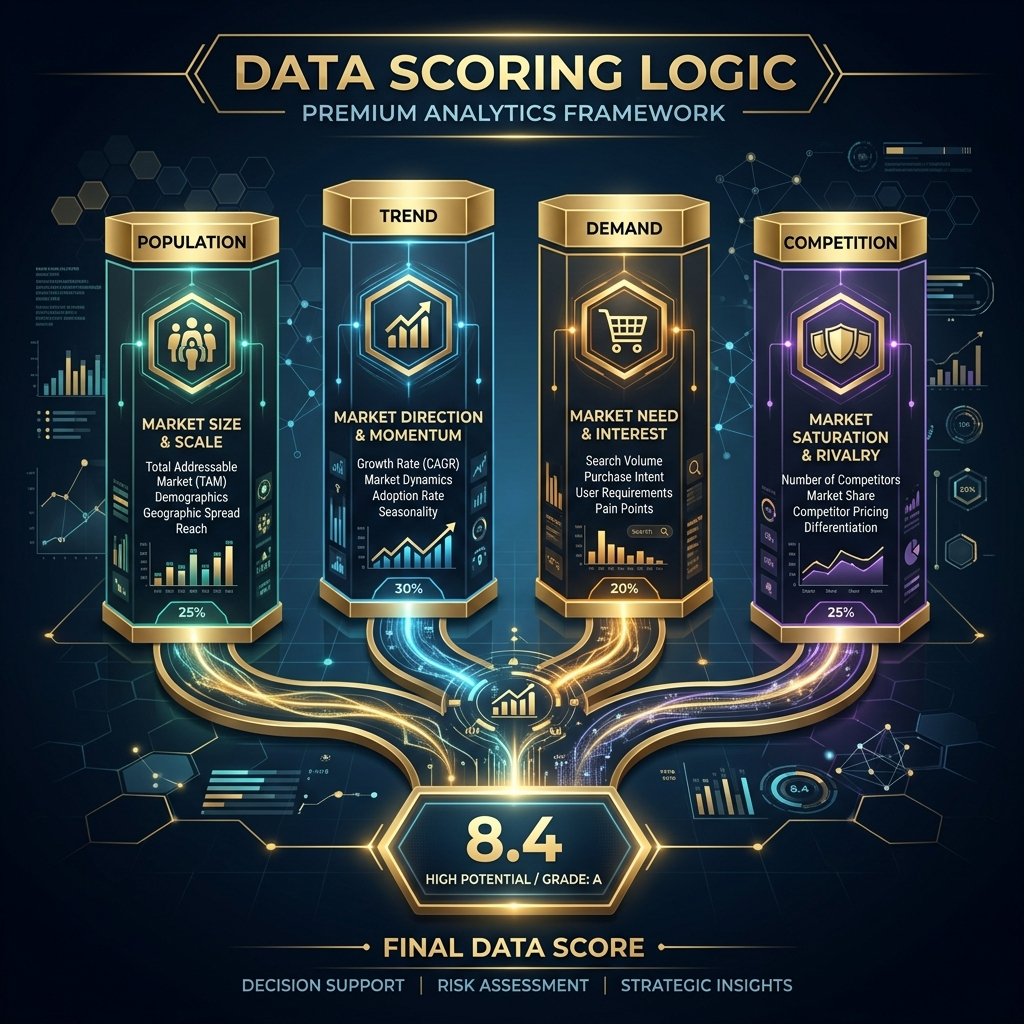 DATA SCORING LOGIC
PREMIUM ANALYTICS FRAMEWORK
POPULATION
MARKET SIZE
& SCALE
Total Addressable
Market (TAM)
Demographics
Geographic Spread
Reach
25%
TREND
MARKET DIRECTION
& MOMENTUM
Growth Rate (CAGR)
Market Dynamics
Adoption Rate
Seasonality
30%
DEMAND
MARKET NEED
& INTEREST
Search Volume
Purchase Intent
User Requirements
Pain Points
Search
20%
COMPETITION
MARKET
SATURATION
& RIVALRY
Number of Competitors
Market Share
Competitor Pricing
Differentiation
25%
20%
8.4
8.4
HIGH POTENTIAL / GRADE: A
FINAL DATA SCORE
DECISION SUPPORT | RISK ASSESSMENT | STRATEGIC INSIGHTS